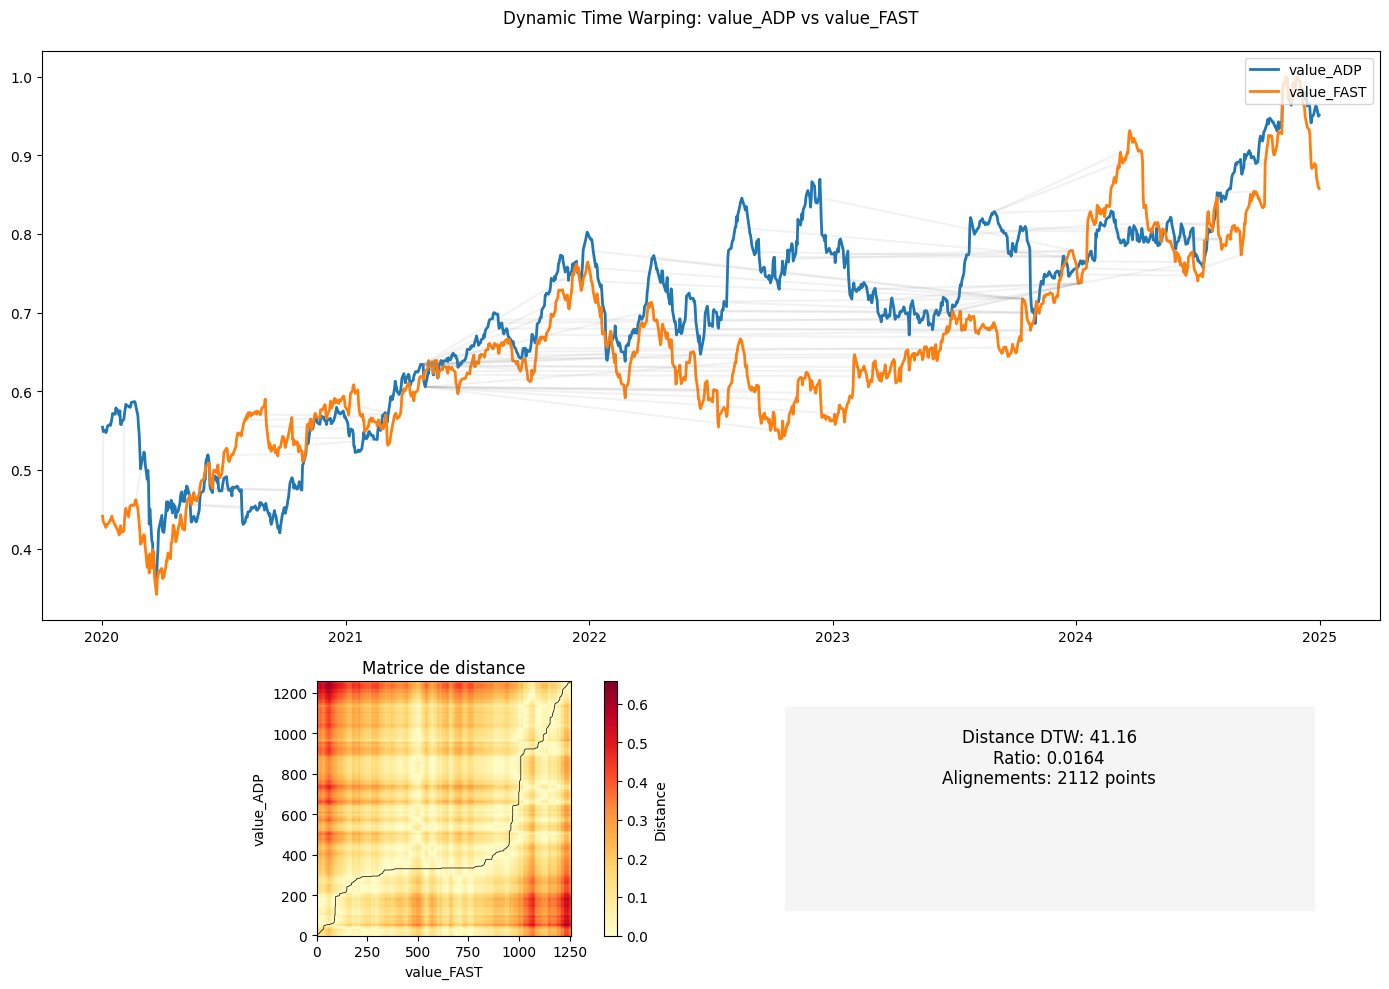 Dynamic Time Warping: value_ADP vs value_FAST
value_ADP
value_FAST
1.0
0.9
0.8
0.7
0.6
0.5
0.4
2020 2021 2022 2023 2024 2025
Matrice de distance
1200
1000
800
600
400
200
0
value_ADP
0 250 500 750 1000 1250
value_FAST
0.6
0.5
0.4
0.3
0.2
0.1
0.0
Distance
Distance DTW: 41.16
Ratio: 0.0164
Alignements: 2112 points